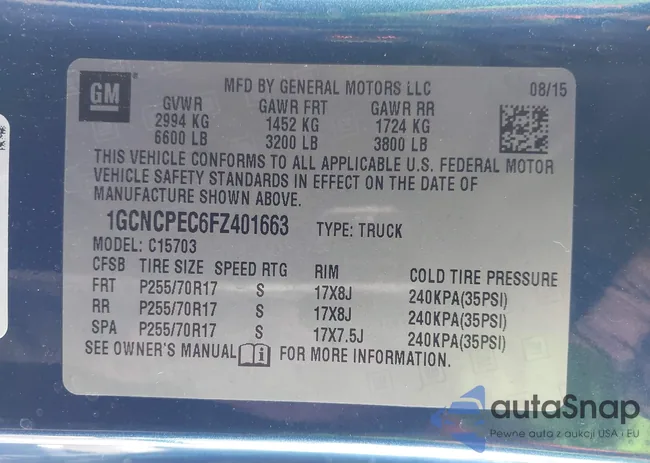 GM
MFD BY GENERAL MOTORS LLC
08/15
GVWR GAWR FRT GAWR RR
2994 KG 1452 KG 1724 KG
6600 LB 3200 LB 3800 LB
THIS VEHICLE CONFORMS TO ALL APPLICABLE U.S. FEDERAL MOTOR
VEHICLE SAFETY STANDARDS IN EFFECT ON THE DATE OF
MANUFACTURE SHOWN ABOVE.
1GCNCPEC6FZ401663 TYPE: TRUCK
MODEL: C15703
CFSB TIRE SIZE SPEED RTG RIM COLD TIRE PRESSURE
FRT P255/70R17 S 17X8J 240KPA(35PSI)
RR P255/70R17 S 17X8J 240KPA(35PSI)
SPA P255/70R17 S 17X7.5J 240KPA(35PSI)
SEE OWNER'S MANUAL i FOR MORE INFORMATION.
autaSnap
Pewne auta z aukcji USA i EU